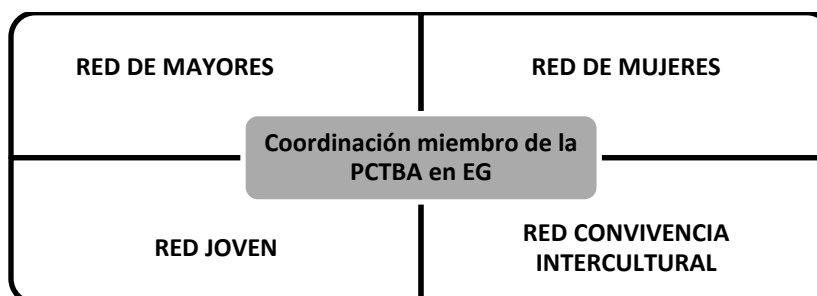 RED DE MAYORES
RED DE MUJERES
Coordinación miembro de la
PCTBA en EG
RED JOVEN
RED CONVIVENCIA
INTERCULTURAL